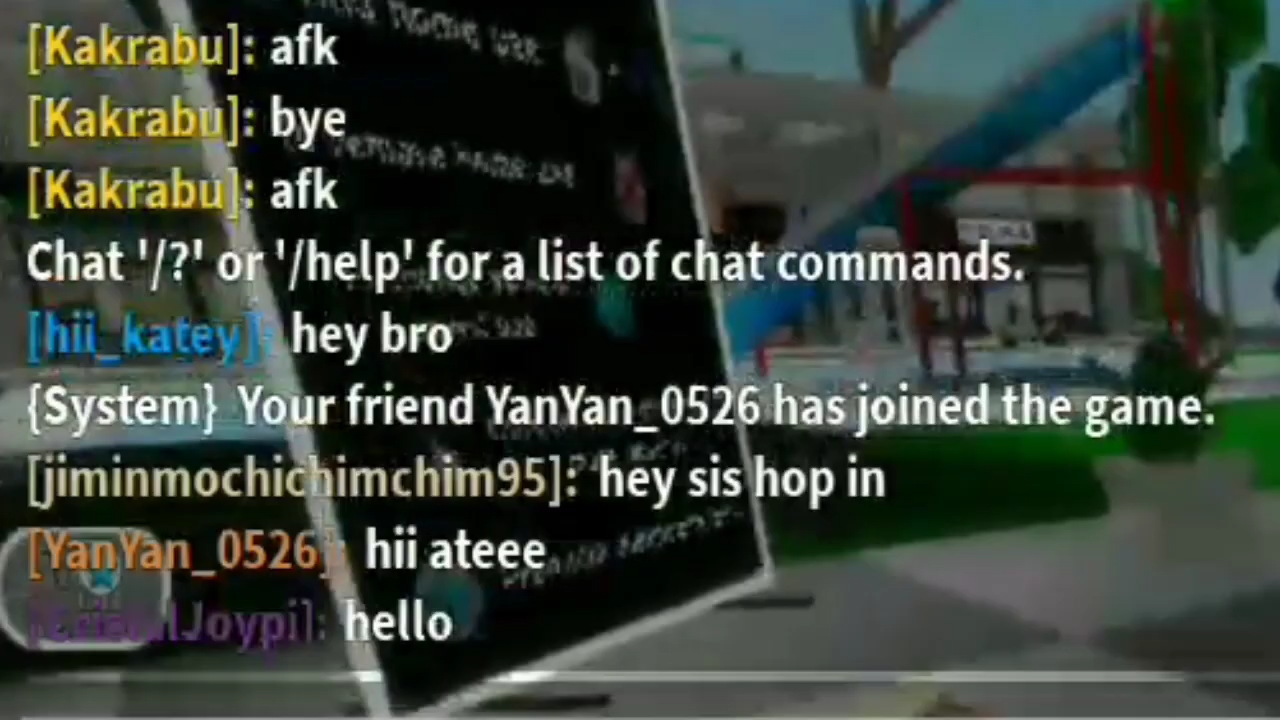 [Kakrabu]: afk
[Kakrabu]: bye
[Kakrabu]: afk
Chat '/?' or '/help' for a list of chat commands.
[hii_katey]: hey bro
{System} Your friend YanYan_0526 has joined the game.
[jiminmochichimchim95]: hey sis hop in
[YanYan_0526]: hii ateee
hello